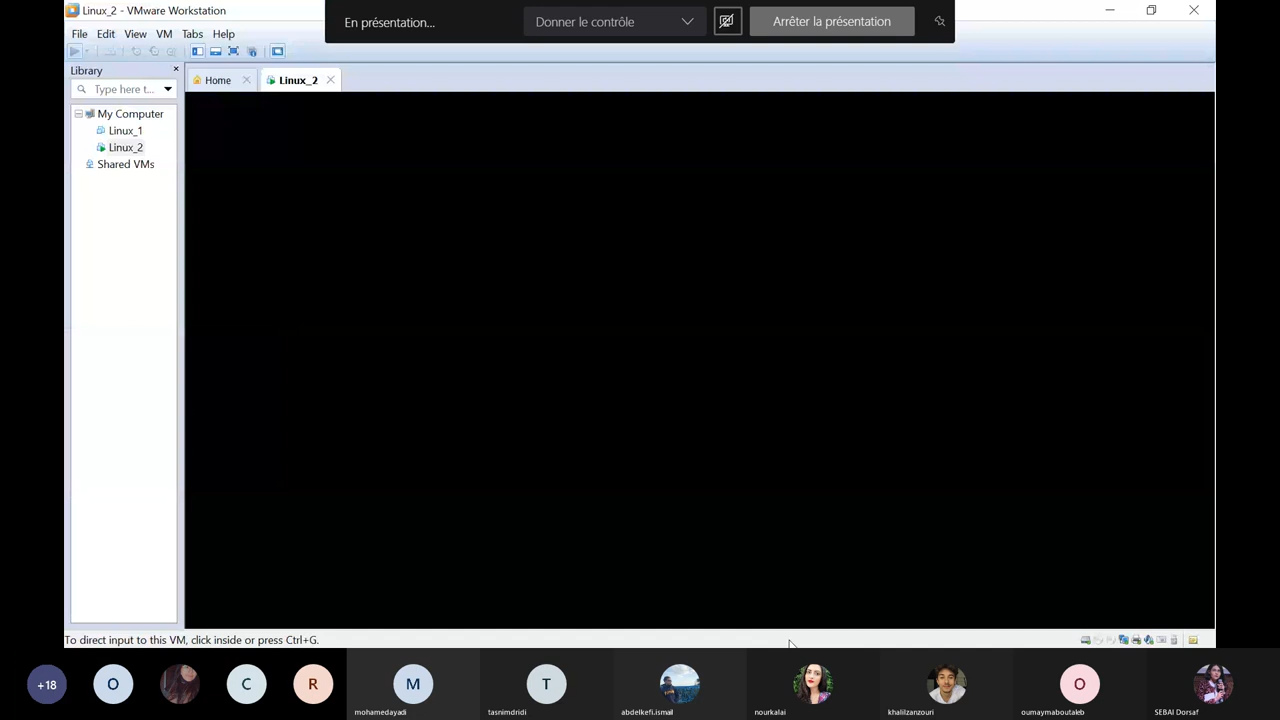 Linux_2 - VMware Workstation
En présentation...
Donner le contrôle
Arrêter la présentation
File Edit View VM Tabs Help
Library
Type here t...
Home
Linux_2
My Computer
Linux_1
Linux_2
Shared VMs
To direct input to this VM, click inside or press Ctrl+G.
+18
O
C
R
M
T
O
mohamedayadi
tasnimdridi
abdelkefi.ismal
nourkalai
khalilzanzouri
oumaymaboutaleb
SEBAI Dorsaf